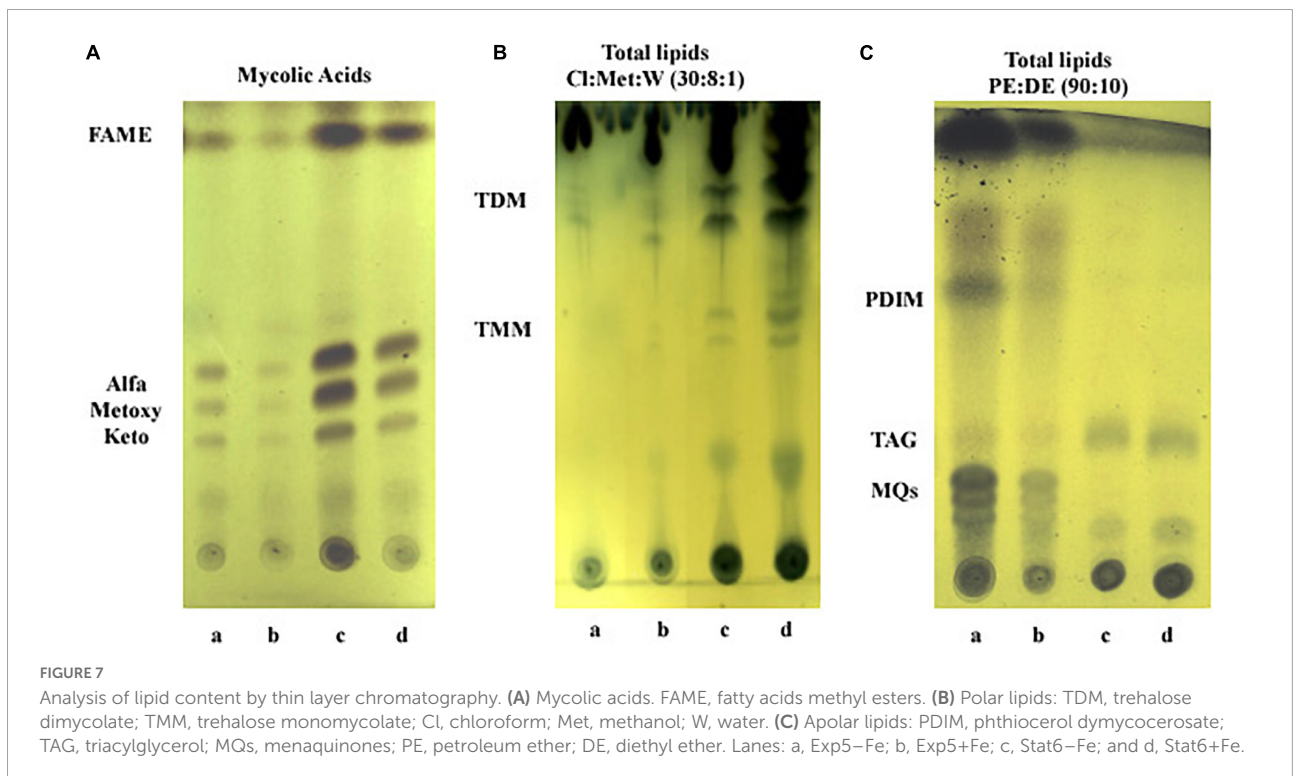 A
Mycolic Acids
FAME
Alfa
Metoxy
Keto
a b c d
B
Total lipids
Cl:Met:W (30:8:1)
TDM
TMM
a b c d
C
Total lipids
PE:DE (90:10)
PDIM
TAG
MQs
a b c d
FIGURE 7
Analysis of lipid content by thin layer chromatography. (A) Mycolic acids. FAME, fatty acids methyl esters. (B) Polar lipids: TDM, trehalose
dimycolate; TMM, trehalose monomycolate; Cl, chloroform; Met, methanol; W, water. (C) Apolar lipids: PDIM, phthiocerol dymycocerosate;
TAG, triacylglycerol; MQs, menaquinones; PE, petroleum ether; DE, diethyl ether. Lanes: a, Exp5–Fe; b, Exp5+Fe; c, Stat6–Fe; and d, Stat6+Fe.